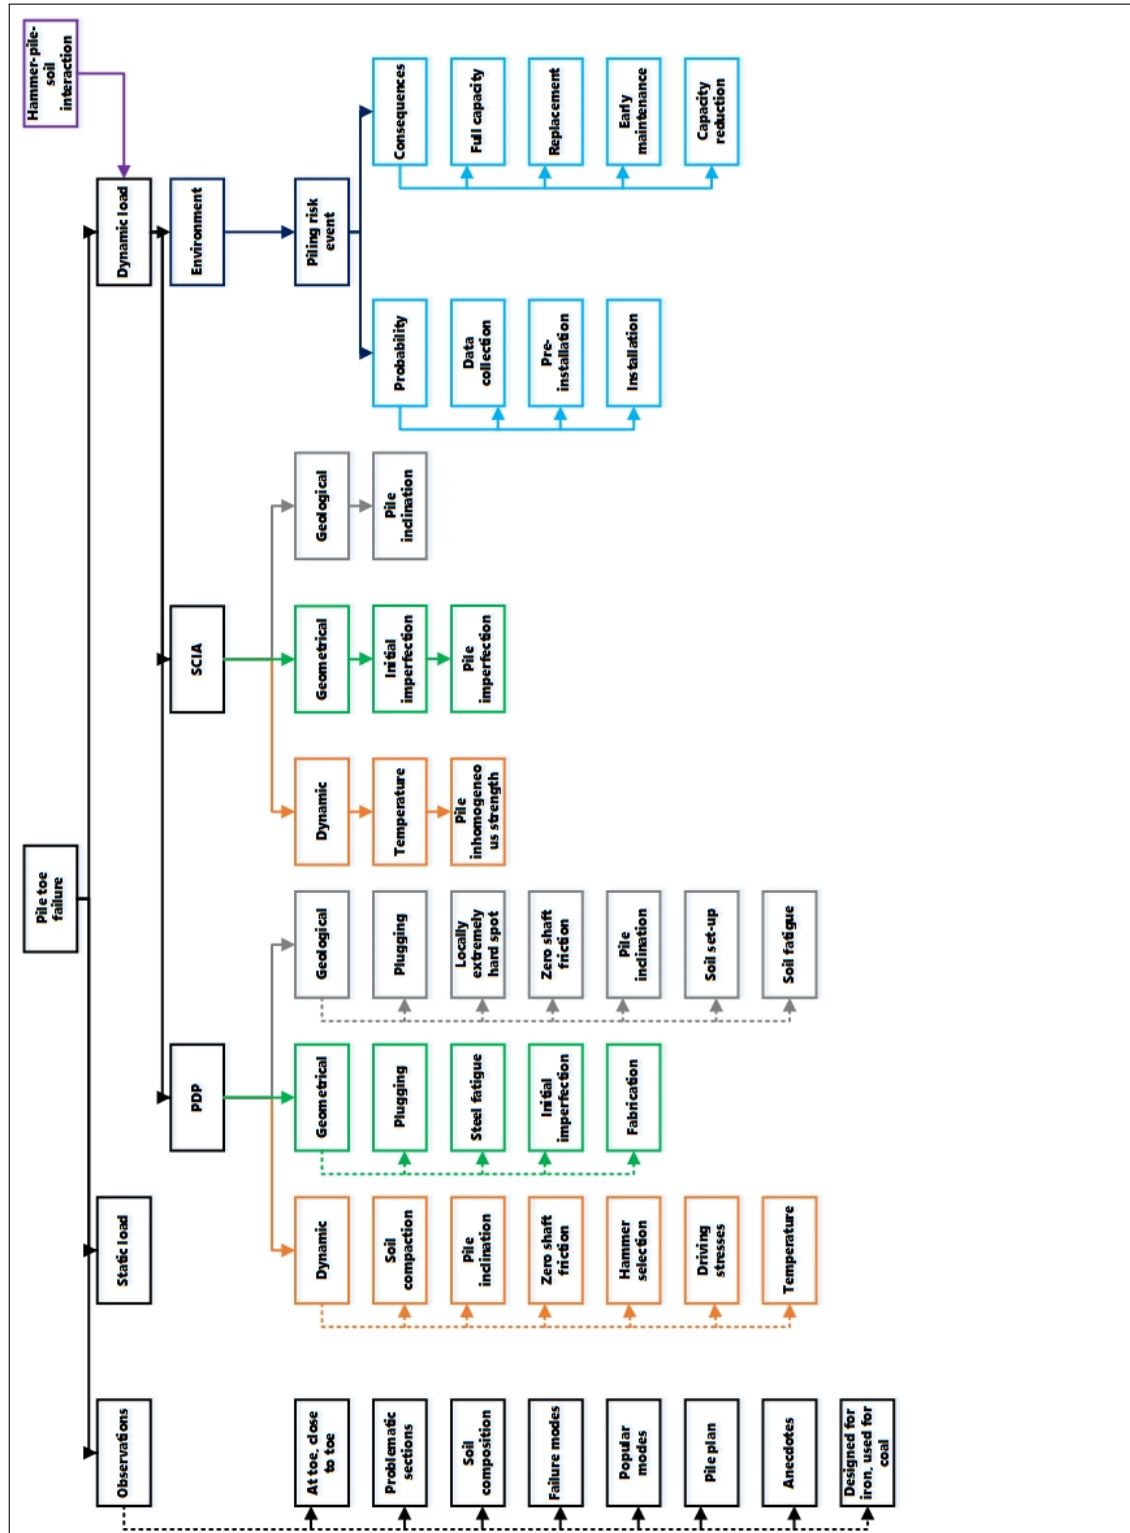 Pile toe
failure
Hammer-pile-
soil
interaction
Observations
Static load
Dynamic load
PDP
SCIA
Environment
At toe, close
to toe
Problematic
sections
Soil
composition
Failure modes
Popular
modes
Pile plan
Anecdotes
Designed for
iron, used for
coal
Dynamic
Soil
compaction
Pile
inclination
Zero shaft
friction
Hammer
selection
Driving
stresses
Temperature
Geometrical
Plugging
Steel fatigue
Initial
imperfection
Fabrication
Geological
Plugging
Locally
extremely
hard spot
Zero shaft
friction
Pile
inclination
Soil set-up
Soil fatigue
Dynamic
Temperature
Pile
inhomogeneo
us strength
Geometrical
Initial
imperfection
Pile
imperfection
Geological
Pile
inclination
Piling risk
event
Probability
Data
collection
Pre-
installation
Installation
Consequences
Full capacity
Replacement
Early
maintenance
Capacity
reduction